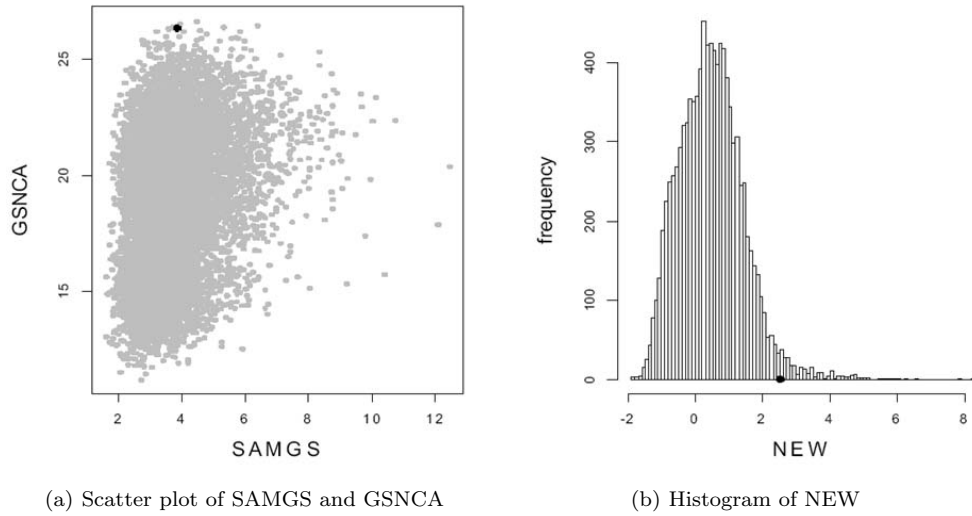 25
20
15
GSNCA
2 4 6 8 10 12
SAMGS
400
300
200
100
0
frequency
-2 0 2 4 6 8
NEW
(a) Scatter plot of SAMGS and GSNCA
(b) Histogram of NEW